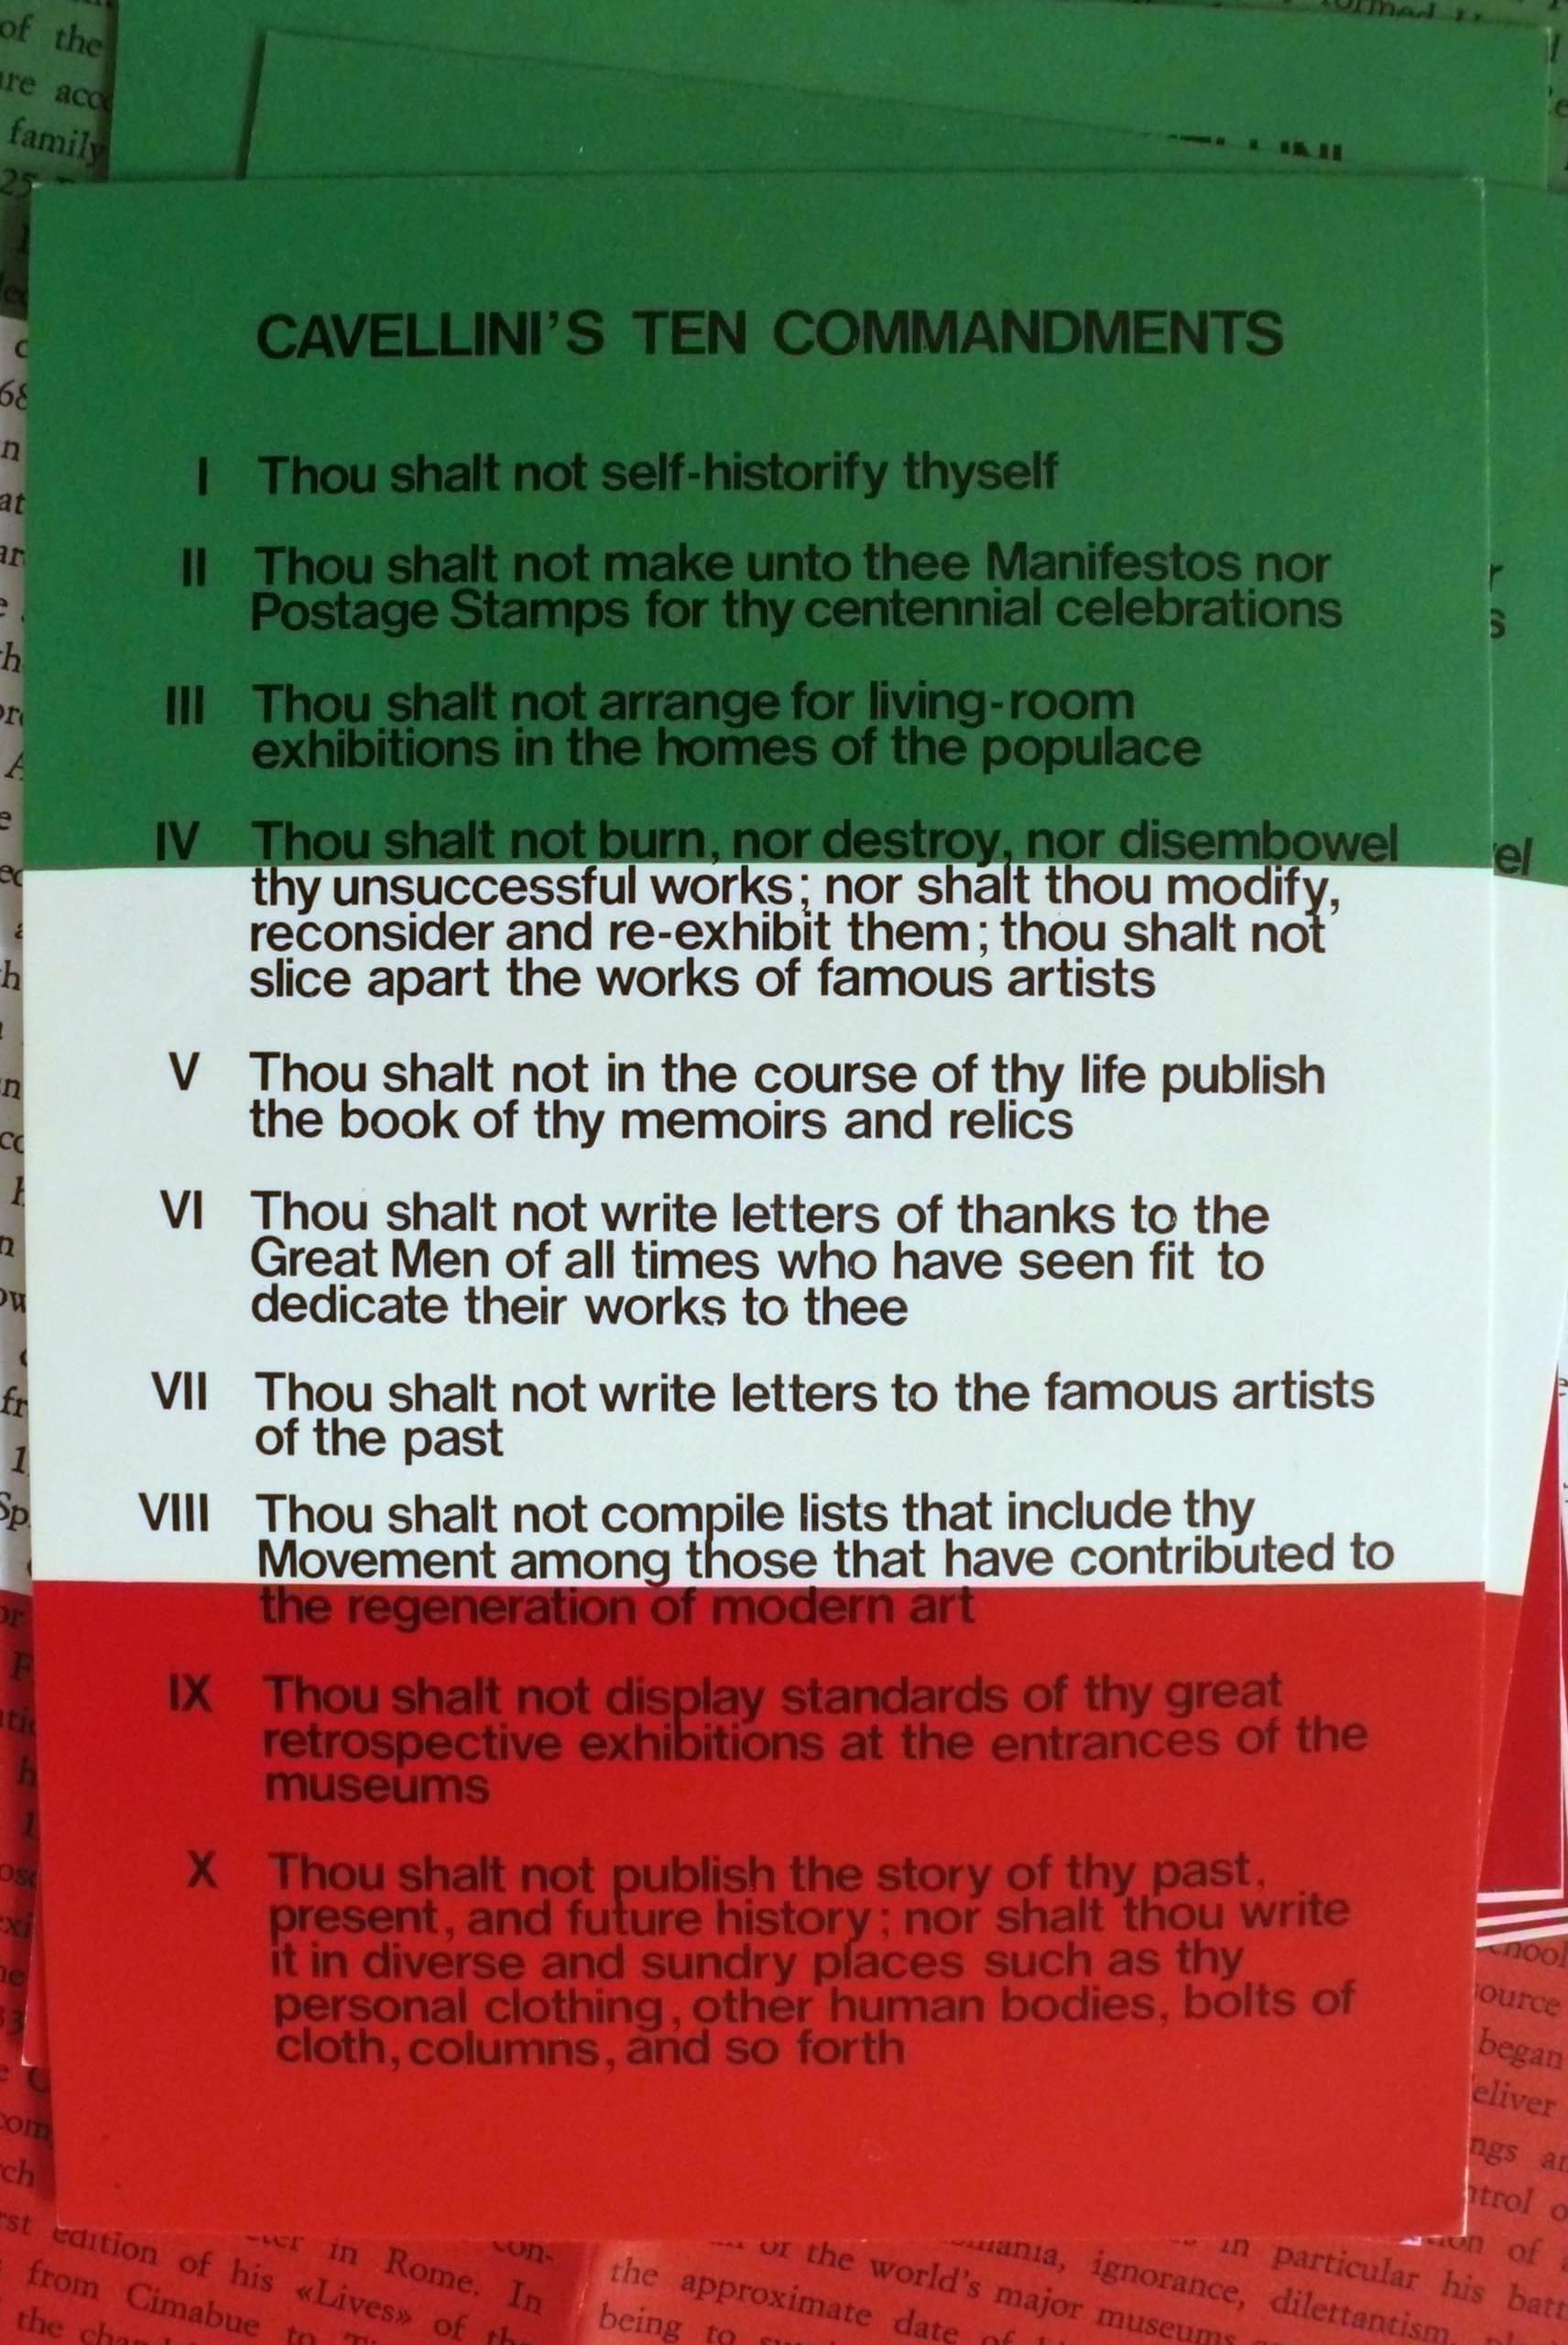 of the
family
CAVELLINI'S TEN COMMANDMENTS
I Thou shalt not self-historify thyself
II Thou shalt not make unto thee Manifestos nor
Postage Stamps for thy centennial celebrations
III Thou shalt not arrange for living-room
exhibitions in the homes of the populace
IV Thou shalt not burn, nor destroy, nor disembowel
thy unsuccessful works; nor shalt thou modify,
reconsider and re-exhibit them; thou shalt not
slice apart the works of famous artists
V Thou shalt not in the course of thy life publish
the book of thy memoirs and relics
VI Thou shalt not write letters of thanks to the
Great Men of all times who have seen fit to
dedicate their works to thee
VII Thou shalt not write letters to the famous artists
of the past
VIII Thou shalt not compile lists that include thy
Movement among those that have contributed to
the regeneration of modern art
IX Thou shalt not display standards of thy great
retrospective exhibitions at the entrances of the
museums
X Thou shalt not publish the story of thy past,
present, and future history; nor shalt thou write
it in diverse and sundry places such as thy
personal clothing, other human bodies, bolts of
cloth, columns, and so forth
began
edition of his «Lives» of
in Rome. In
from Cimabue to
the
of the world's major museums
the approximate date of
being to
ignorance, dilettantism
in particular his